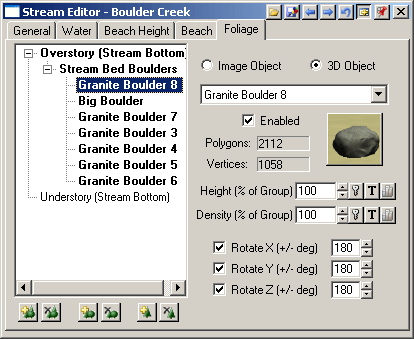 Stream Editor - Boulder Creek
General Water Beach Height Beach Foliage
Overstory (Stream Bottom)
Stream Bed Boulders
Granite Boulder 8
Big Boulder
Granite Boulder 7
Granite Boulder 3
Granite Boulder 4
Granite Boulder 5
Granite Boulder 6
Understory (Stream Bottom)
Image Object 3D Object
Granite Boulder 8
Enabled
Polygons: 2112
Vertices: 1058
Height (% of Group) 100 T
Density (% of Group) 100 T
Rotate X (+/- deg) 180
Rotate Y (+/- deg) 180
Rotate Z (+/- deg) 180